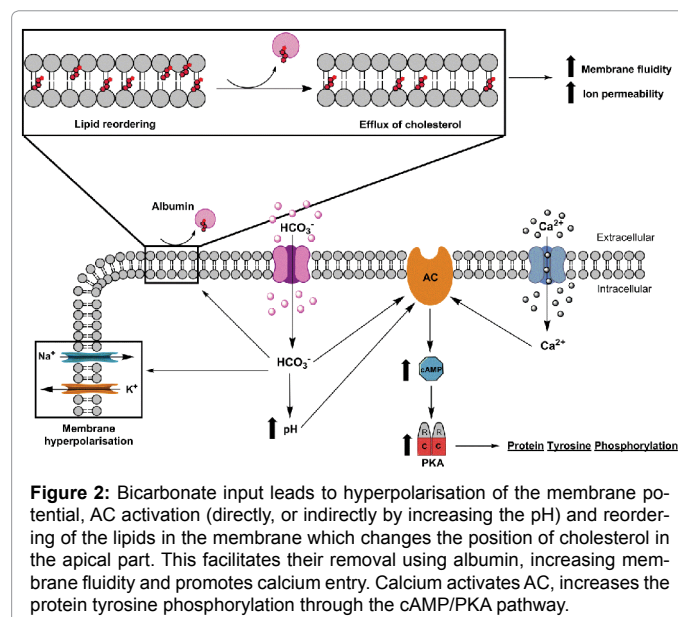 Lipid reordering
Efflux of cholesterol
Membrane fluidity
Ion permeability
Albumin
HCO₃⁻
Ca²⁺
Extracellular
Intracellular
AC
Na⁺
K⁺
Membrane
hyperpolarisation
HCO₃⁻
pH
cAMP
Ca²⁺
R R
C C
PKA
Protein Tyrosine Phosphorylation
Figure 2: Bicarbonate input leads to hyperpolarisation of the membrane po-
tential, AC activation (directly, or indirectly by increasing the pH) and reorder-
ing of the lipids in the membrane which changes the position of cholesterol in
the apical part. This facilitates their removal using albumin, increasing mem-
brane fluidity and promotes calcium entry. Calcium activates AC, increases the
protein tyrosine phosphorylation through the cAMP/PKA pathway.